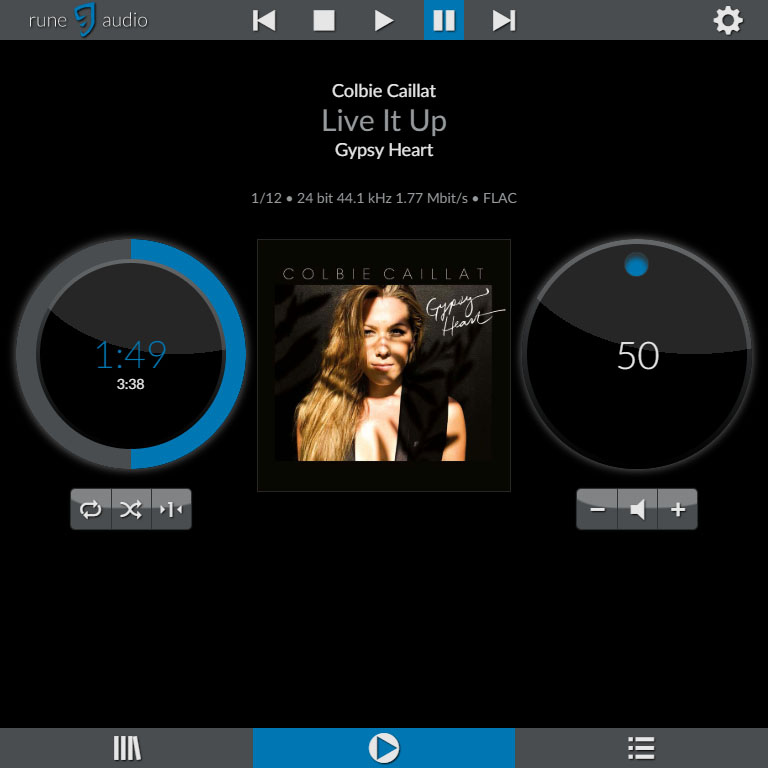 rune audio
Colbie Caillat
Live It Up
Gypsy Heart
1/12 • 24 bit 44.1 kHz 1.77 Mbit/s • FLAC
COLBIE CAILLAT
Gypsy
Heart
1:49
3:38
50
1